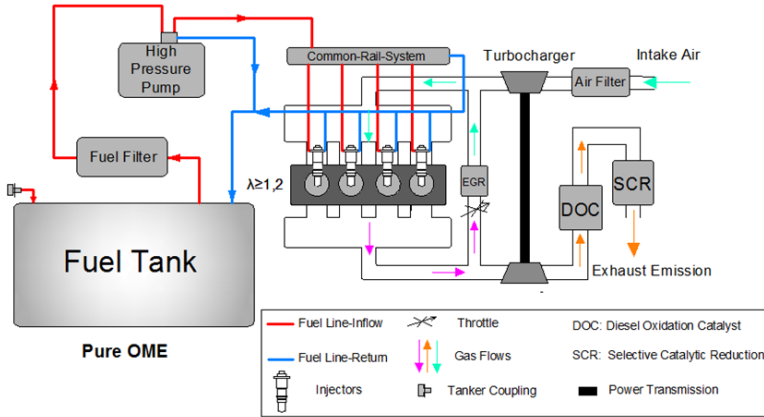 High
Pressure
Pump
Common-Rail-System
Turbocharger
Intake Air
Air Filter
Fuel Filter
λ≥1,2
EGR
DOC
SCR
Fuel Tank
Exhaust Emission
Pure OME
Fuel Line-Inflow
Throttle
DOC: Diesel Oxidation Catalyst
Fuel Line-Return
Gas Flows
SCR: Selective Catalytic Reduction
Injectors
Tanker Coupling
Power Transmission